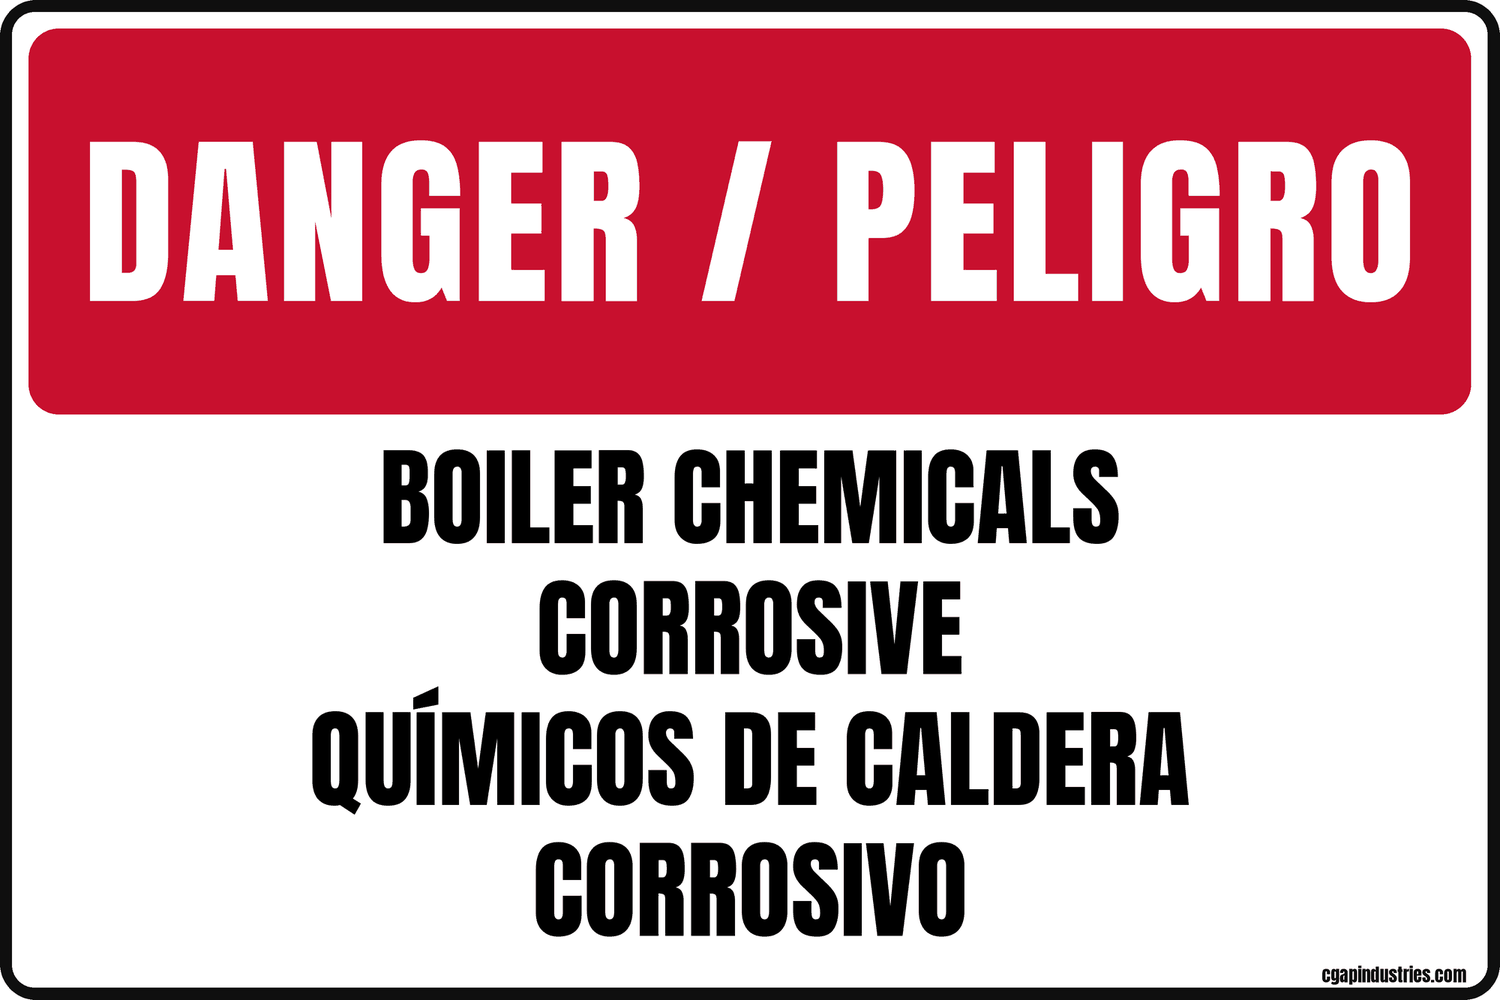 DANGER / PELIGRO
BOILER CHEMICALS
CORROSIVE
QUÍMICOS DE CALDERA
CORROSIVO
cgapindustries.com